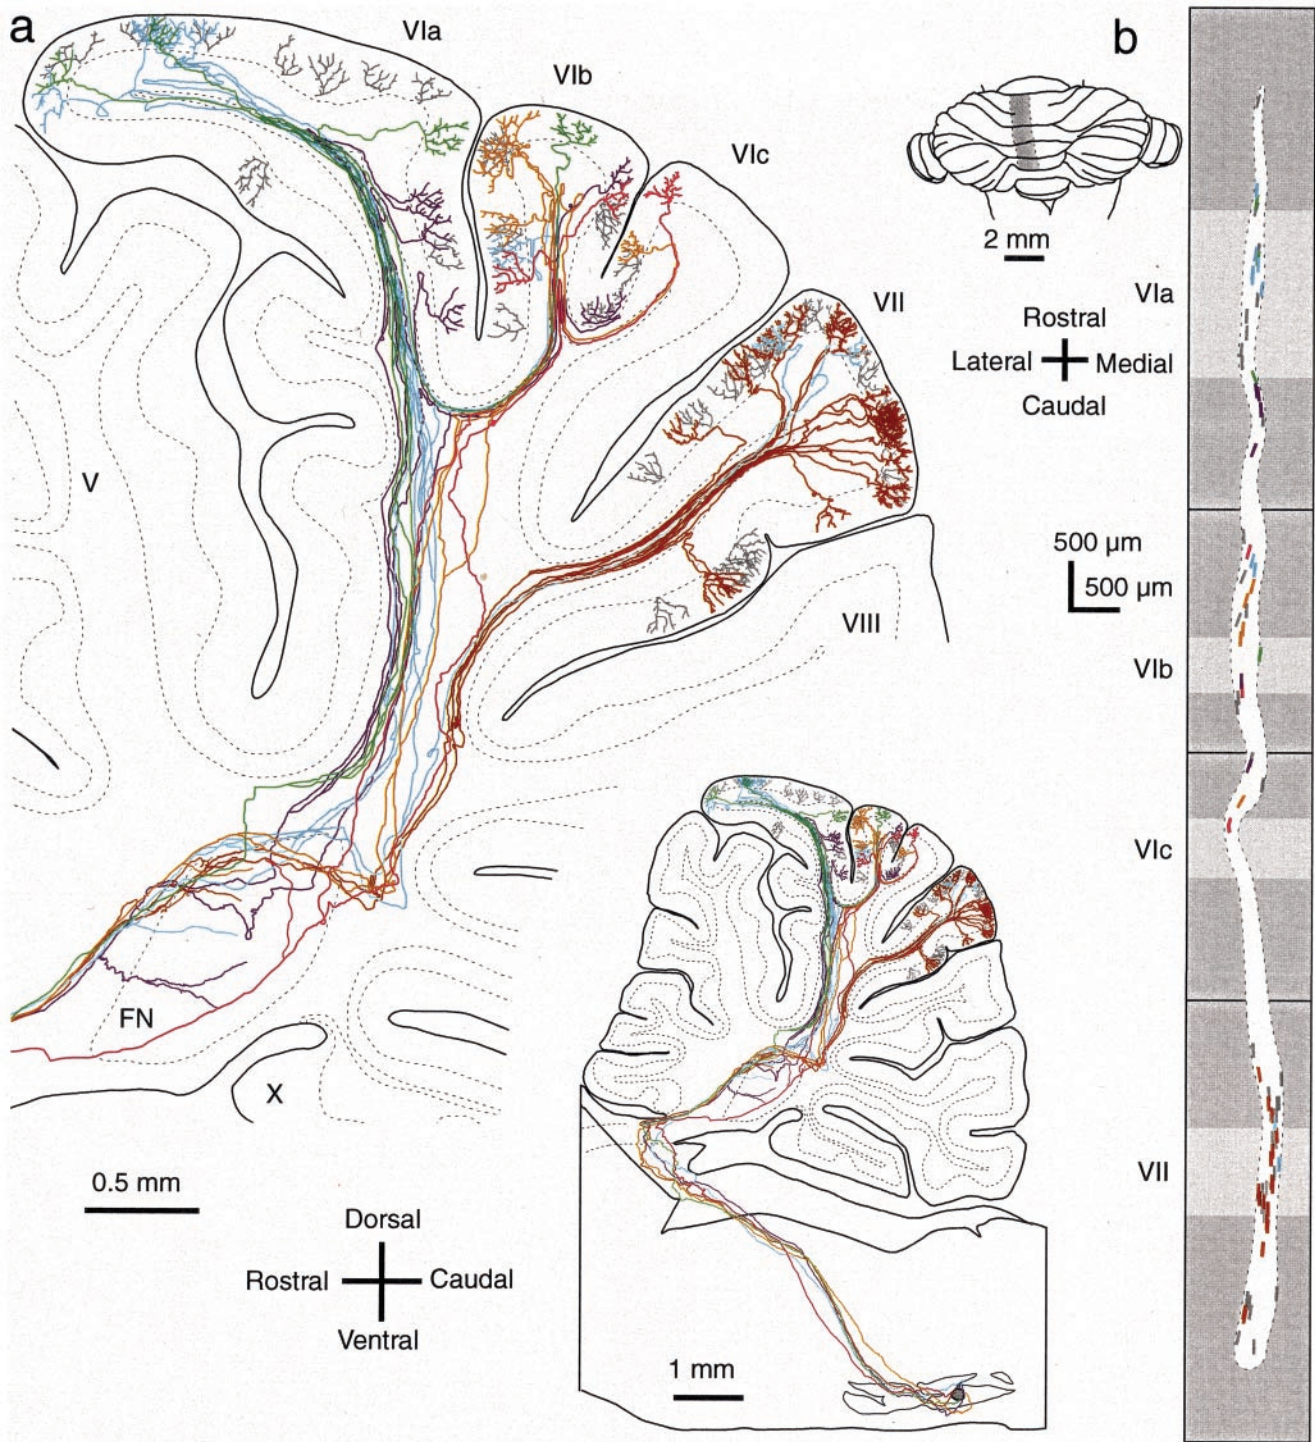 a
VIa
VIb
VIc
VII
V
VIII
FN
X
0.5 mm
Dorsal
Rostral
Caudal
Ventral
1 mm
b
2 mm
Rostral
Lateral
Medial
Caudal
500 µm
500 µm
VIa
VIb
VIc
VII